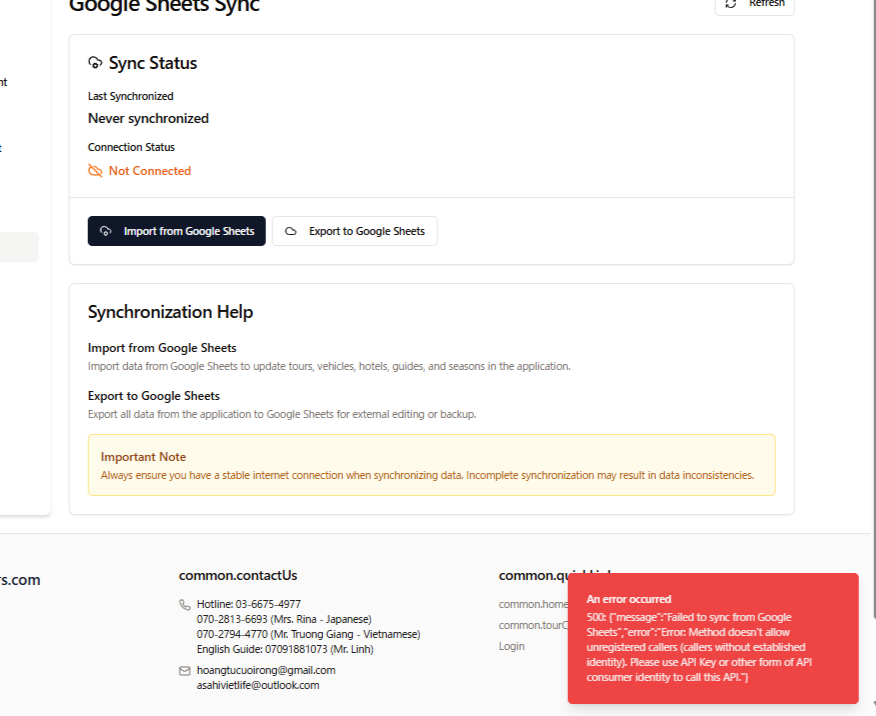 Google Sheets Sync
Refresh
Sync Status
Last Synchronized
Never synchronized
Connection Status
Not Connected
Import from Google Sheets
Export to Google Sheets
Synchronization Help
Import from Google Sheets
Import data from Google Sheets to update tours, vehicles, hotels, guides, and seasons in the application.
Export to Google Sheets
Export all data from the application to Google Sheets for external editing or backup.
Important Note
Always ensure you have a stable internet connection when synchronizing data. Incomplete synchronization may result in data inconsistencies.
rs.com
common.contactUs
Hotline: 03-6675-4977
070-2813-6693 (Mrs. Rina - Japanese)
070-2794-4770 (Mr. Truong Giang - Vietnamese)
English Guide: 07091881073 (Mr. Linh)
hoangtucuoirong@gmail.com
asahivietlife@outlook.com
common.home
common.tourC
Login
An error occurred
500: {"message":"Failed to sync from Google
Sheets","error":"Error: Method doesn't allow
unregistered callers (callers without established
identity). Please use API Key or other form of API
consumer identity to call this API."}